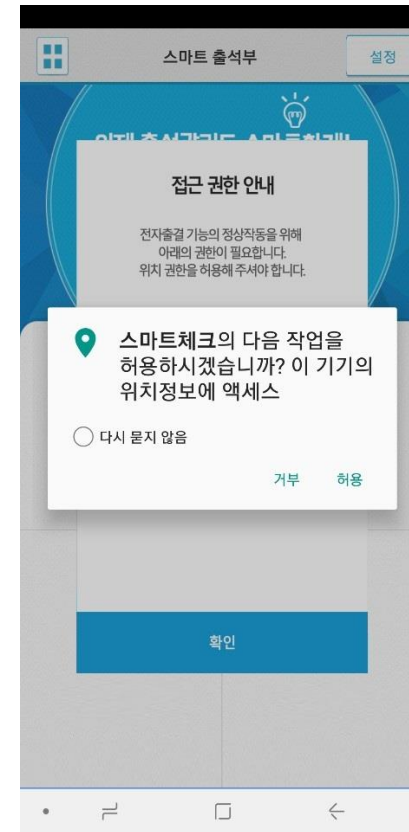 스마트 출석부
설정
접근 권한 안내
전자출결 기능의 정상작동을 위해
아래의 권한이 필요합니다.
위치 권한을 허용해 주셔야 합니다.
스마트체크의 다음 작업을
허용하시겠습니까? 이 기기의
위치정보에 액세스
다시 묻지 않음
거부 허용
확인